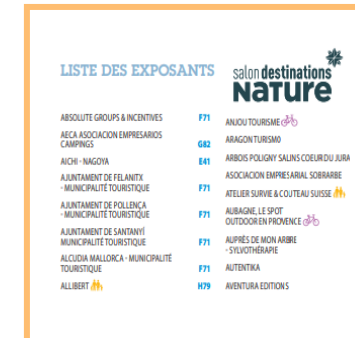 LISTE DES EXPOSANTS
salon destinations
nature
ABSOLUTE GROUPS & INCENTIVES F71
AECA ASOCIACION EMPRESARIOS
CAMPINGS G82
AICHI - NAGOYA E41
AJUNTAMENT DE FELANITX
- MUNICIPALITÉ TOURISTIQUE F71
AJUNTAMENT DE POLLENÇA
- MUNICIPALITÉ TOURISTIQUE F71
AJUNTAMENT DE SANTANYÍ
MUNICIPALITÉ TOURISTIQUE F71
ALCUDIA MALLORCA - MUNICIPALITÉ
TOURISTIQUE F71
ALLIBERT H79
ANJOU TOURISME
ARAGON TURISMO
ARBOIS POLIGNY SALINS COEUR DU JURA
ASOCIACION EMPRESARIAL SOBRARBE
ATELIER SURVIE & COUTEAU SUISSE
AUBAGNE, LE SPOT
OUTDOOR EN PROVENCE
AUPRÈS DE MON ARBRE
- SYLVOTHÉRAPIE
AUTENTIKA
AVENTURA EDITIONS